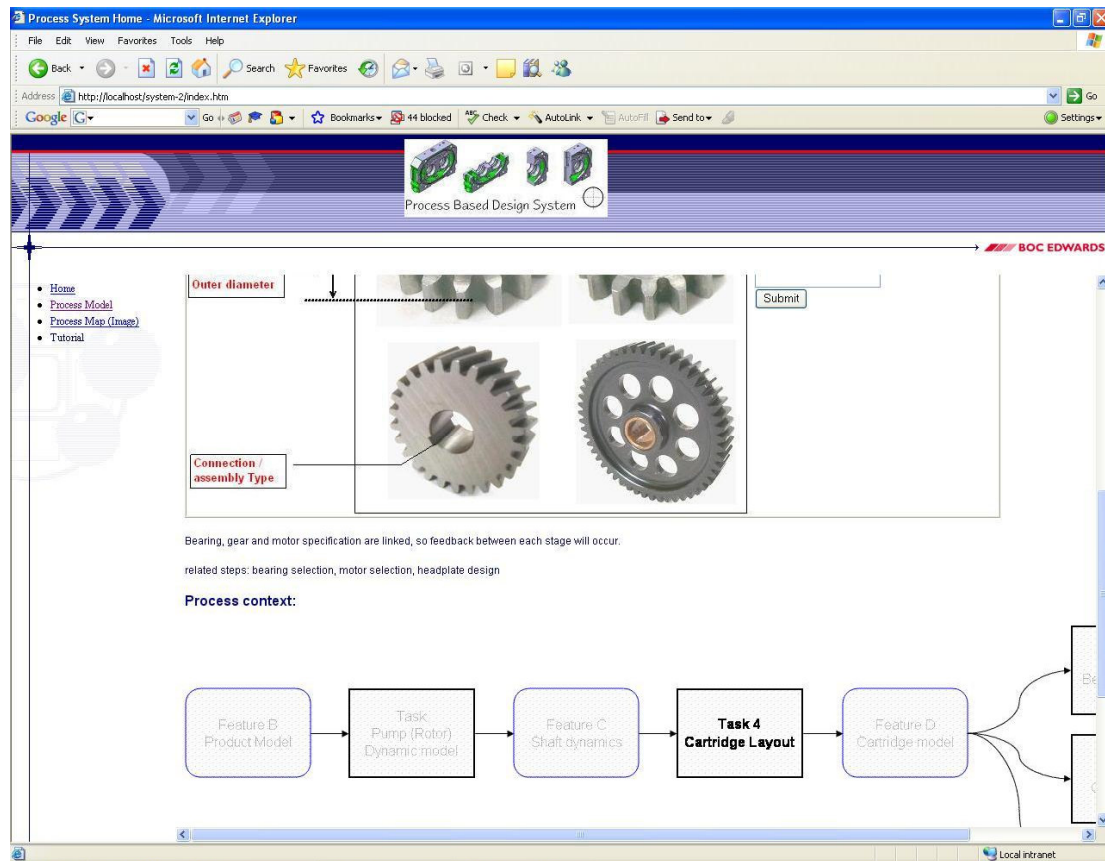 Process System Home - Microsoft Internet Explorer
File Edit View Favorites Tools Help
Back Search Favorites
Address http://localhost/system-2/index.htm Go
Google G Go Bookmarks 44 blocked ABC Check AutoLink AutoFill Send to Settings
Process Based Design System
BOC EDWARDS
Home
Process Model
Process Map (Image)
Tutorial
Outer diameter
Submit
Connection /
assembly Type
Bearing, gear and motor specification are linked, so feedback between each stage will occur.
related steps: bearing selection, motor selection, headplate design
Process context:
Feature B
Product Model
Task
Pump (Rotor)
Dynamic model
Feature C
Shaft dynamics
Task 4
Cartridge Layout
Feature D
Cartridge model
Local intranet